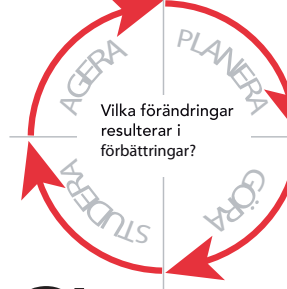 AGERA
PLANERA
Vilka förändringar
resulterar i
förbättringar?
STUDERA
GÖRA